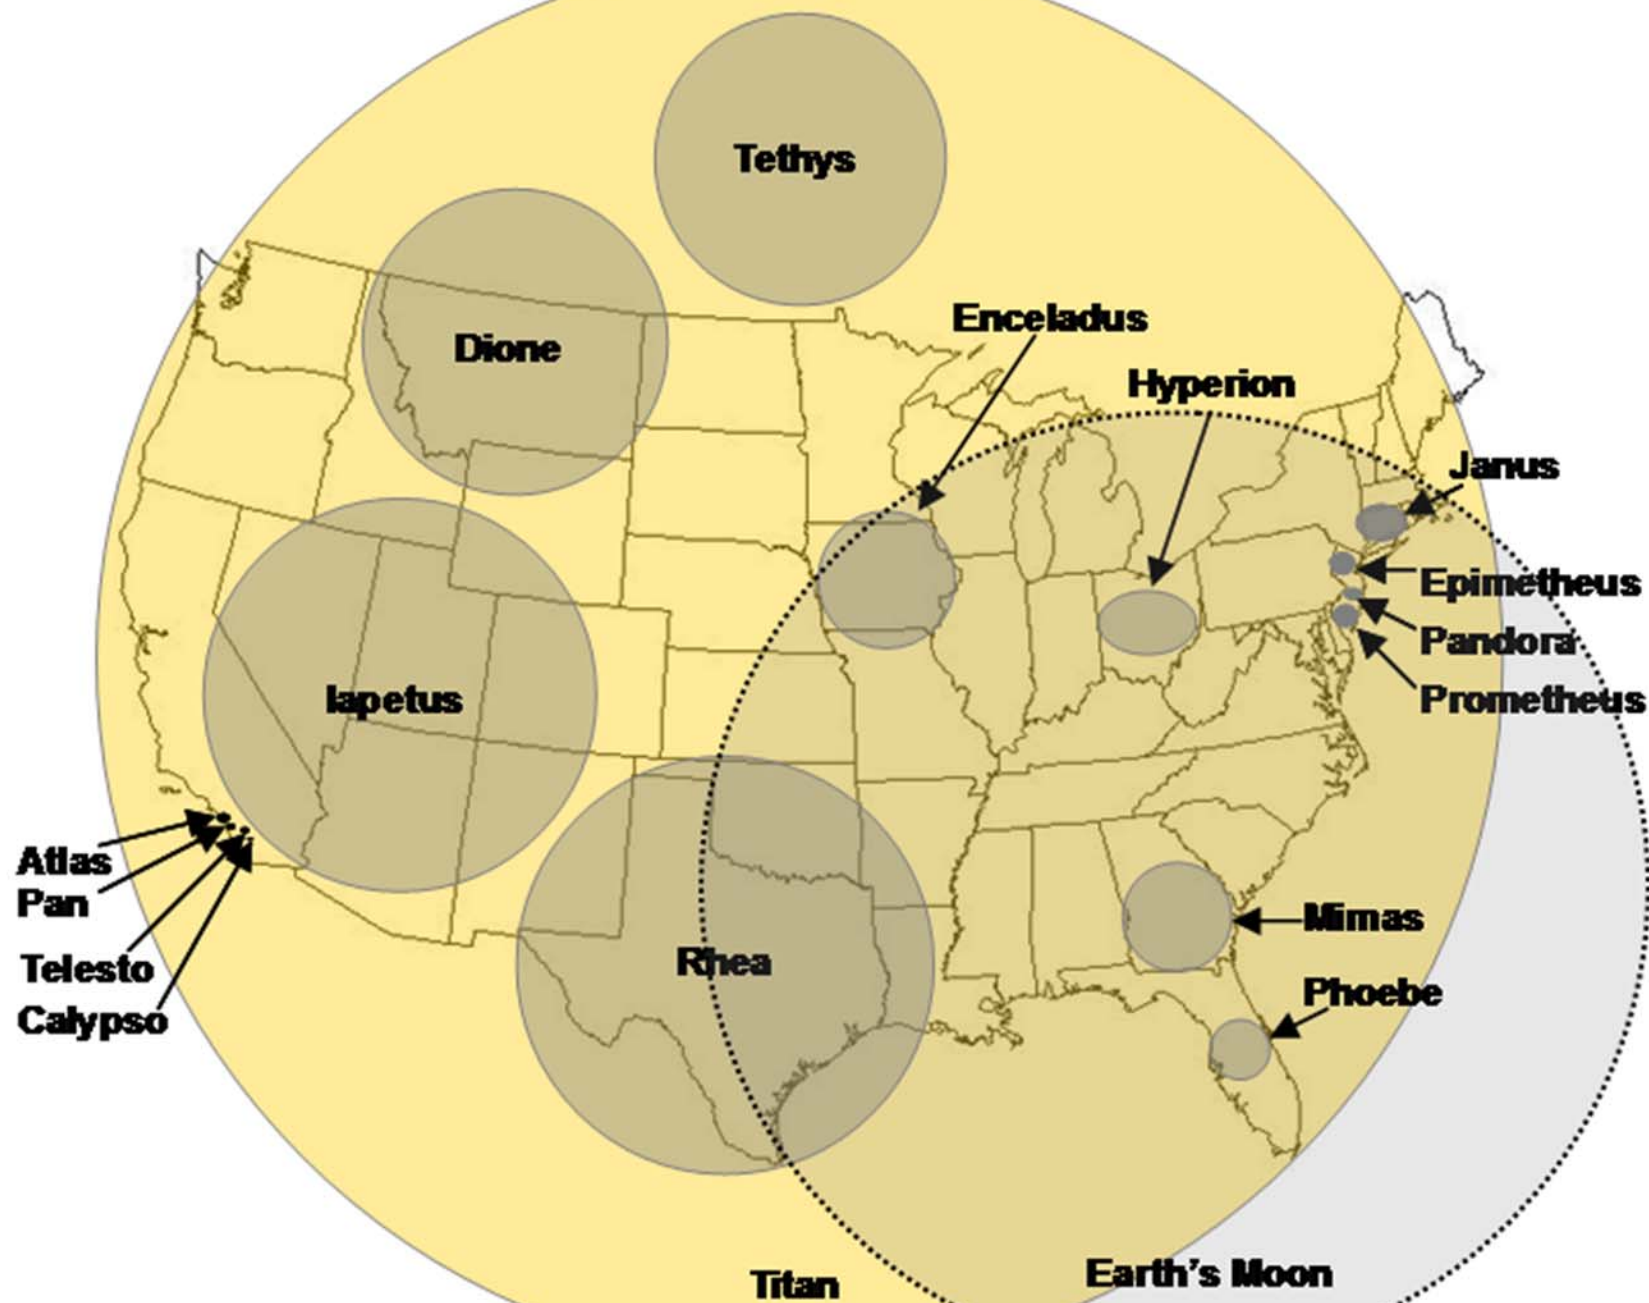 Tethys
Enceladus
Dione
Hyperion
Janus
Epimetheus
Pandora
Iapetus
Prometheus
Atlas
Pan
Mimas
Rhea
Telesto
Phoebe
Calypso
Earth's Moon
Titan